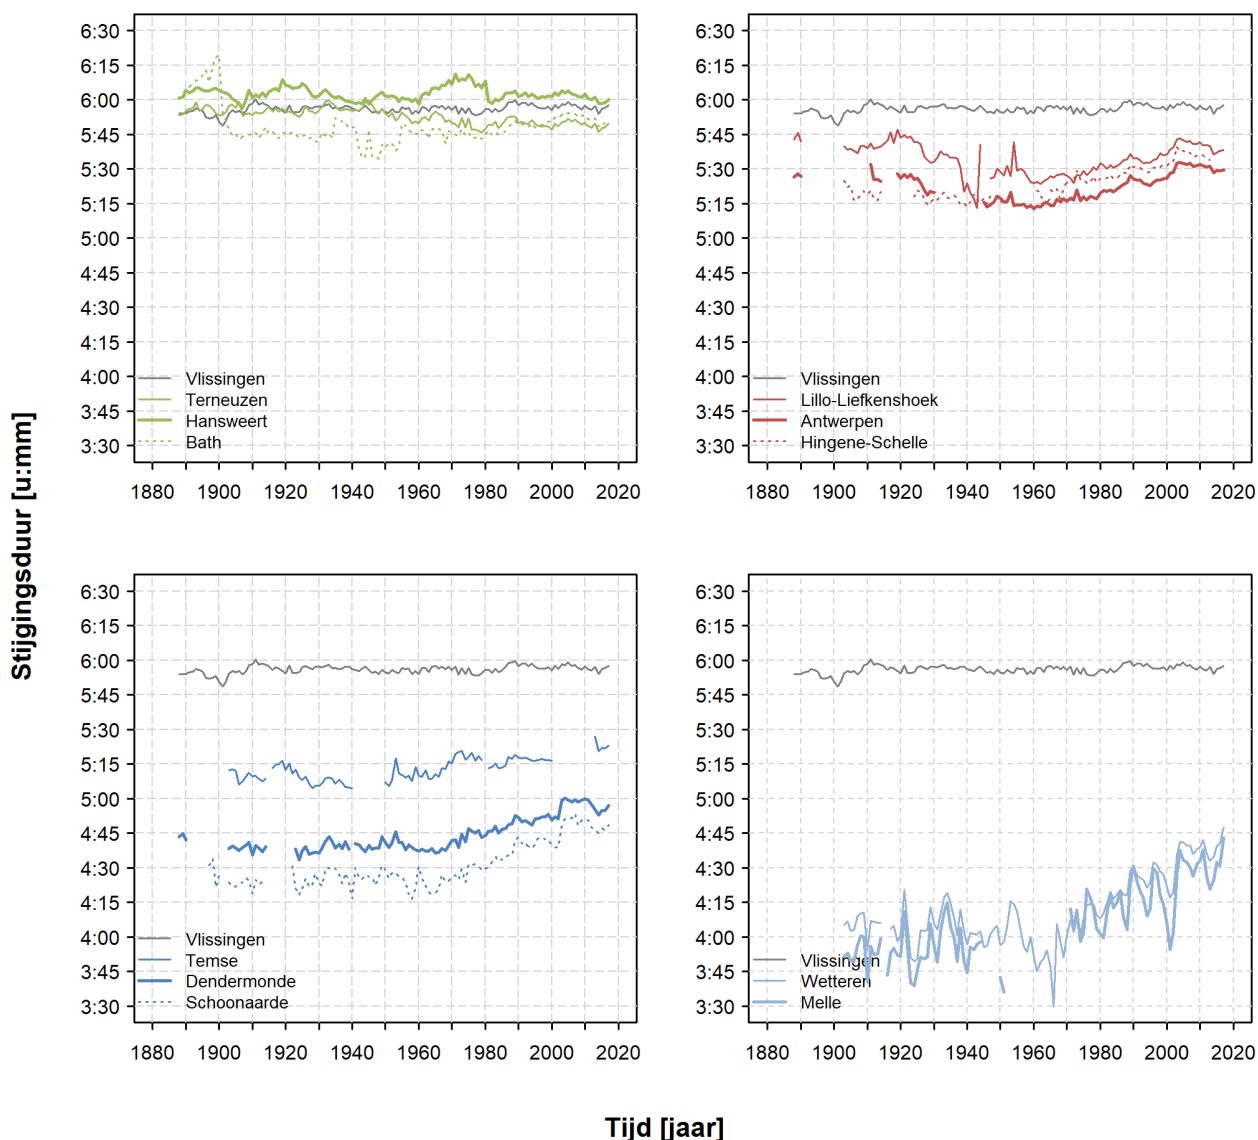 6:30
6:15
6:00
5:45
5:30
5:15
5:00
4:45
4:30
4:15
4:00
3:45
3:30
Vlissingen
Terneuzen
Hansweert
Bath
1880 1900 1920 1940 1960 1980 2000 2020
6:30
6:15
6:00
5:45
5:30
5:15
5:00
4:45
4:30
4:15
4:00
3:45
3:30
Vlissingen
Lillo-Liefkenshoek
Antwerpen
Hingene-Schelle
1880 1900 1920 1940 1960 1980 2000 2020
Stijgingsduur [u:mm]
6:30
6:15
6:00
5:45
5:30
5:15
5:00
4:45
4:30
4:15
4:00
3:45
3:30
Vlissingen
Temse
Dendermonde
Schoonaarde
1880 1900 1920 1940 1960 1980 2000 2020
6:30
6:15
6:00
5:45
5:30
5:15
5:00
4:45
4:30
4:15
4:00
3:45
3:30
Vlissingen
Wetteren
Melle
1880 1900 1920 1940 1960 1980 2000 2020
Tijd [jaar]